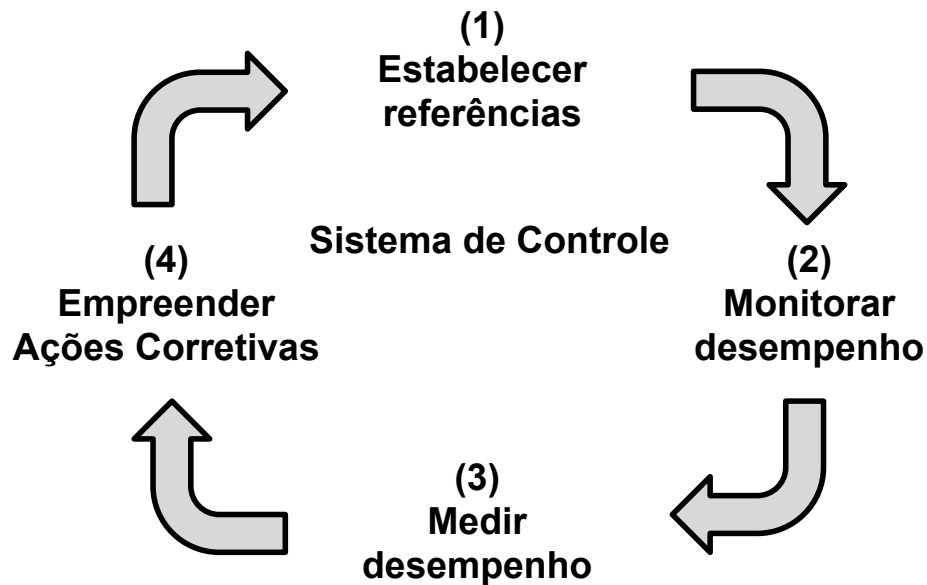 (1)
Estabelecer
referências
Sistema de Controle
(2)
Monitorar
desempenho
(3)
Medir
desempenho
(4)
Empreender
Ações Corretivas